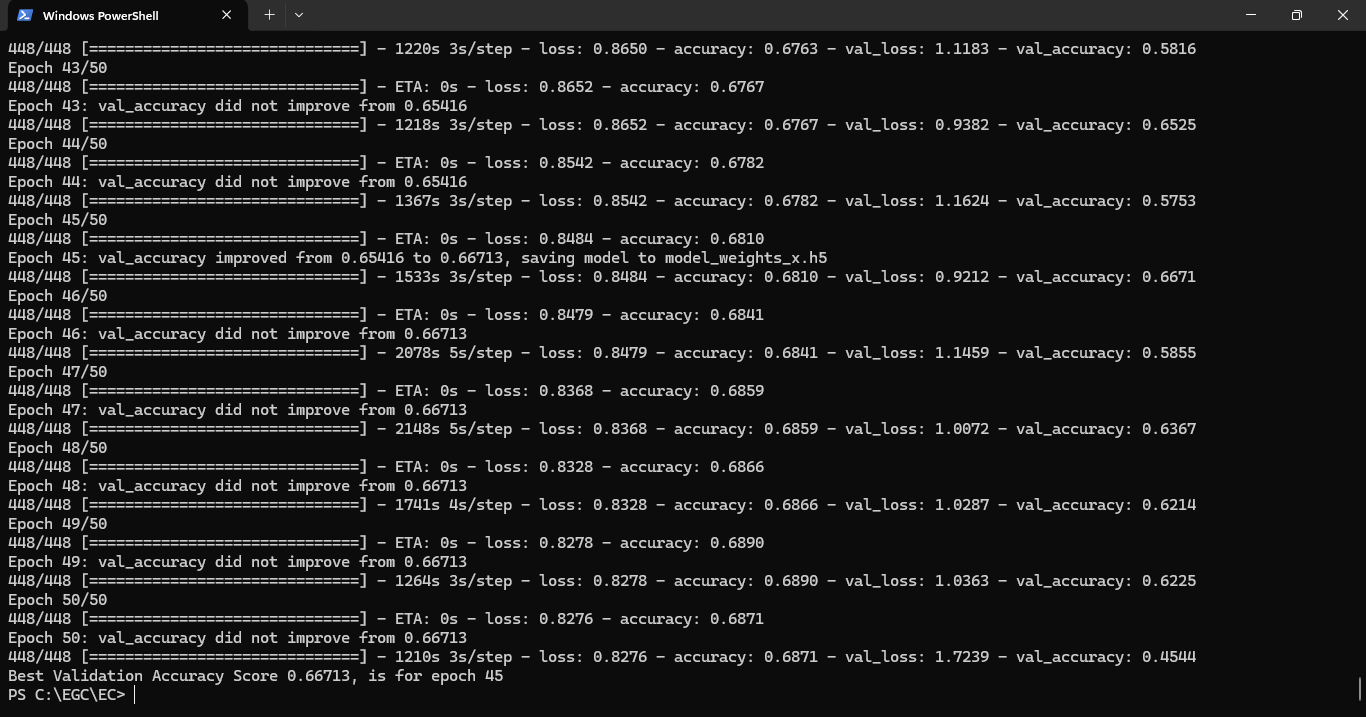 Windows PowerShell
448/448 [==============================] - 1220s 3s/step - loss: 0.8650 - accuracy: 0.6763 - val_loss: 1.1183 - val_accuracy: 0.5816
Epoch 43/50
448/448 [==============================] - ETA: 0s - loss: 0.8652 - accuracy: 0.6767
Epoch 43: val_accuracy did not improve from 0.65416
448/448 [==============================] - 1218s 3s/step - loss: 0.8652 - accuracy: 0.6767 - val_loss: 0.9382 - val_accuracy: 0.6525
Epoch 44/50
448/448 [==============================] - ETA: 0s - loss: 0.8542 - accuracy: 0.6782
Epoch 44: val_accuracy did not improve from 0.65416
448/448 [==============================] - 1367s 3s/step - loss: 0.8542 - accuracy: 0.6782 - val_loss: 1.1624 - val_accuracy: 0.5753
Epoch 45/50
448/448 [==============================] - ETA: 0s - loss: 0.8484 - accuracy: 0.6810
Epoch 45: val_accuracy improved from 0.65416 to 0.66713, saving model to model_weights_x.h5
448/448 [==============================] - 1533s 3s/step - loss: 0.8484 - accuracy: 0.6810 - val_loss: 0.9212 - val_accuracy: 0.6671
Epoch 46/50
448/448 [==============================] - ETA: 0s - loss: 0.8479 - accuracy: 0.6841
Epoch 46: val_accuracy did not improve from 0.66713
448/448 [==============================] - 2078s 5s/step - loss: 0.8479 - accuracy: 0.6841 - val_loss: 1.1459 - val_accuracy: 0.5855
Epoch 47/50
448/448 [==============================] - ETA: 0s - loss: 0.8368 - accuracy: 0.6859
Epoch 47: val_accuracy did not improve from 0.66713
448/448 [==============================] - 2148s 5s/step - loss: 0.8368 - accuracy: 0.6859 - val_loss: 1.0072 - val_accuracy: 0.6367
Epoch 48/50
448/448 [==============================] - ETA: 0s - loss: 0.8328 - accuracy: 0.6866
Epoch 48: val_accuracy did not improve from 0.66713
448/448 [==============================] - 1741s 4s/step - loss: 0.8328 - accuracy: 0.6866 - val_loss: 1.0287 - val_accuracy: 0.6214
Epoch 49/50
448/448 [==============================] - ETA: 0s - loss: 0.8278 - accuracy: 0.6890
Epoch 49: val_accuracy did not improve from 0.66713
448/448 [==============================] - 1264s 3s/step - loss: 0.8278 - accuracy: 0.6890 - val_loss: 1.0363 - val_accuracy: 0.6225
Epoch 50/50
448/448 [==============================] - ETA: 0s - loss: 0.8276 - accuracy: 0.6871
Epoch 50: val_accuracy did not improve from 0.66713
448/448 [==============================] - 1210s 3s/step - loss: 0.8276 - accuracy: 0.6871 - val_loss: 1.7239 - val_accuracy: 0.4544
Best Validation Accuracy Score 0.66713, is for epoch 45
PS C:\EGC\EC>